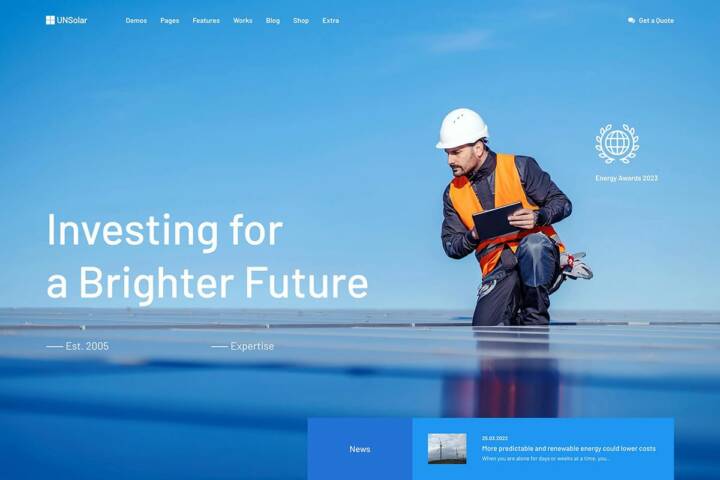 UNSolar
Demos Pages Features Works Blog Shop Extra
Get a Quote
Energy Awards 2023
Investing for
a Brighter Future
Est. 2005
Expertise
News
25.03.2022
More predictable and renewable energy could lower costs
When you are alone for days or weeks at a time, you...